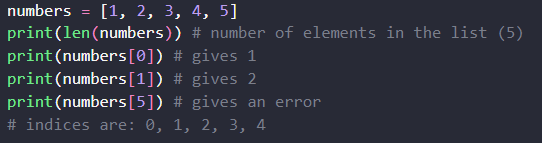 numbers = [1, 2, 3, 4, 5]
print(len(numbers)) # number of elements in the list (5)
print(numbers[0]) # gives 1
print(numbers[1]) # gives 2
print(numbers[5]) # gives an error
# indices are: 0, 1, 2, 3, 4